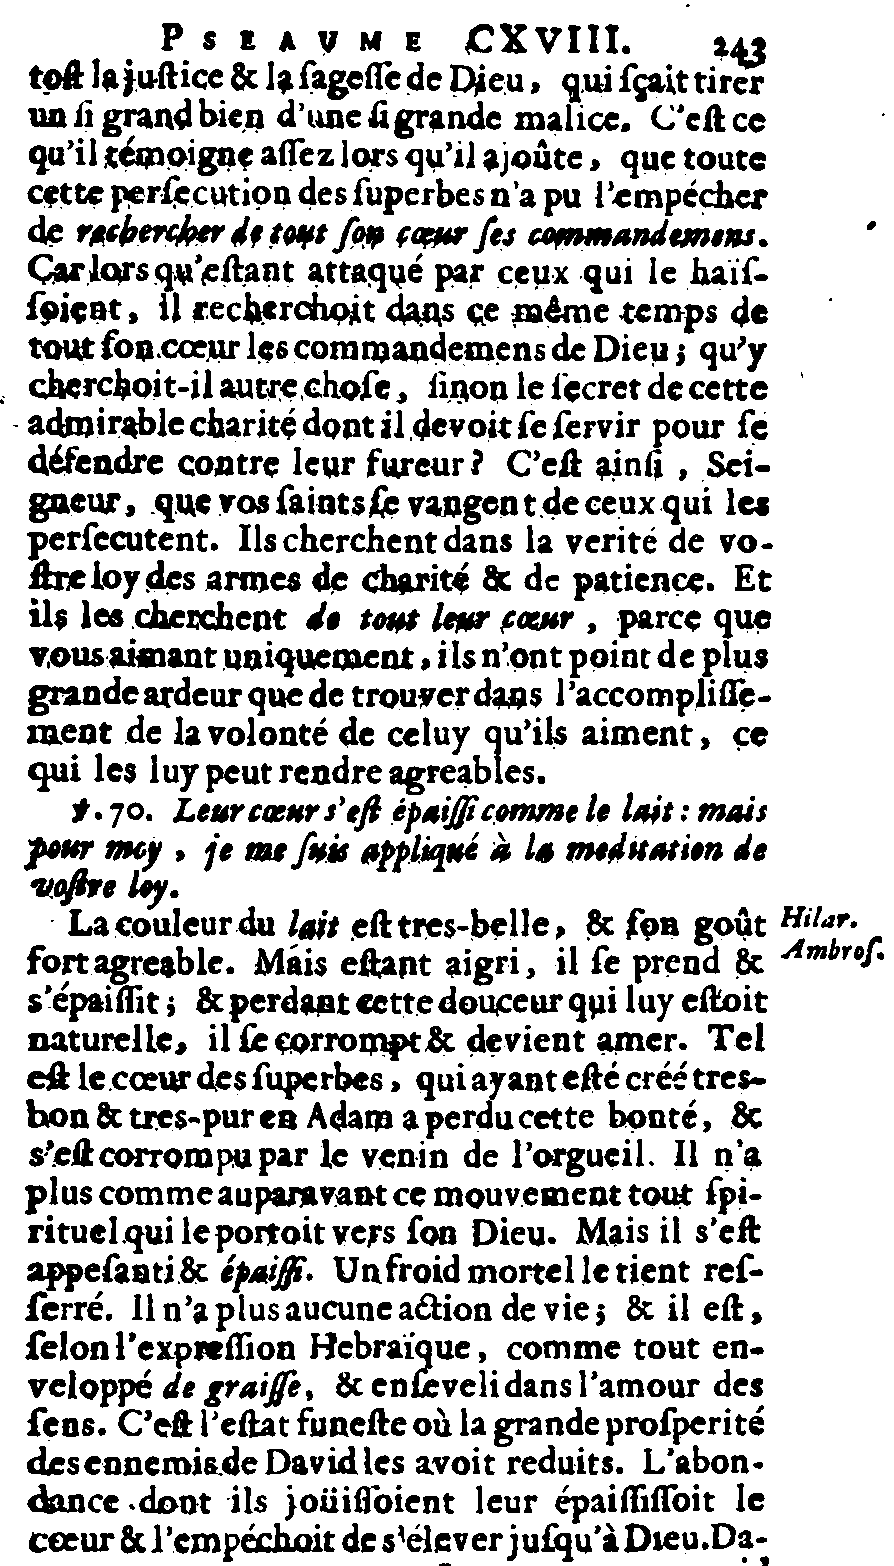 PSEAUME CXVIII. 243
toſt la juſtice & la ſageſſe de Dieu, qui ſçait tirer
un ſi grand bien d'une ſi grande malice. C'eſt ce
qu'il témoigne aſſez lors qu'il ajoûte, que toute
cette perſecution des ſuperbes n'a pu l'empécher
de rechercher de tout ſon cœur ſes commandemens.
Car lors qu'eſtant attaqué par ceux qui le haïſ-
ſoient, il recherchoit dans ce même temps de
tout ſon cœur les commandemens de Dieu; qu'y
cherchoit-il autre choſe, ſinon le ſecret de cette
admirable charité dont il devoit ſe ſervir pour ſe
défendre contre leur fureur? C'eſt ainſi, Sei-
gneur, que vos ſaints ſe vangent de ceux qui les
perſecutent. Ils cherchent dans la verité de vo-
ſtre loy des armes de charité & de patience. Et
ils les cherchent de tout leur cœur, parce que
vous aimant uniquement, ils n'ont point de plus
grande ardeur que de trouver dans l'accompliſſe-
ment de la volonté de celuy qu'ils aiment, ce
qui les luy peut rendre agreables.
℣. 70. Leur cœur s'eſt épaiſſi comme le lait: mais
pour moy, je me ſuis appliqué à la meditation de
voſtre loy.
La couleur du lait eſt tres-belle, & ſon goût
Hilar.
fort agreable. Mais eſtant aigri, il ſe prend &
Ambroſ.
s'épaiſſit; & perdant cette douceur qui luy eſtoit
naturelle, il ſe corrompt & devient amer. Tel
eſt le cœur des ſuperbes, qui ayant eſté créé tres-
bon & tres-pur en Adam a perdu cette bonté, &
s'eſt corrompu par le venin de l'orgueil. Il n'a
plus comme auparavant ce mouvement tout ſpi-
rituel qui le portoit vers ſon Dieu. Mais il s'eſt
appeſanti & épaiſſi. Un froid mortel le tient reſ-
ſerré. Il n'a plus aucune action de vie; & il eſt,
ſelon l'expreſſion Hebraïque, comme tout en-
veloppé de graiſſe, & enſeveli dans l'amour des
ſens. C'eſt l'eſtat funeſte où la grande proſperité
des ennemis de David les avoit reduits. L'abon-
dance dont ils joüiſſoient leur épaiſſiſſoit le
cœur & l'empéchoit de s'élever juſqu'à Dieu. Da-